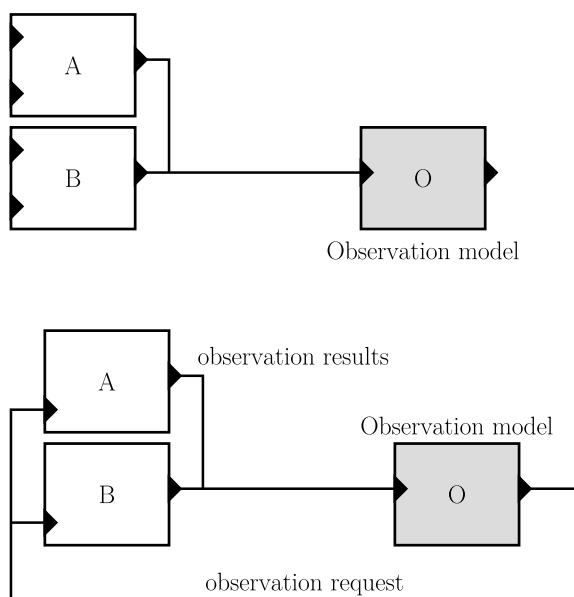 A
B
O
Observation model
A
observation results
Observation model
B
O
observation request